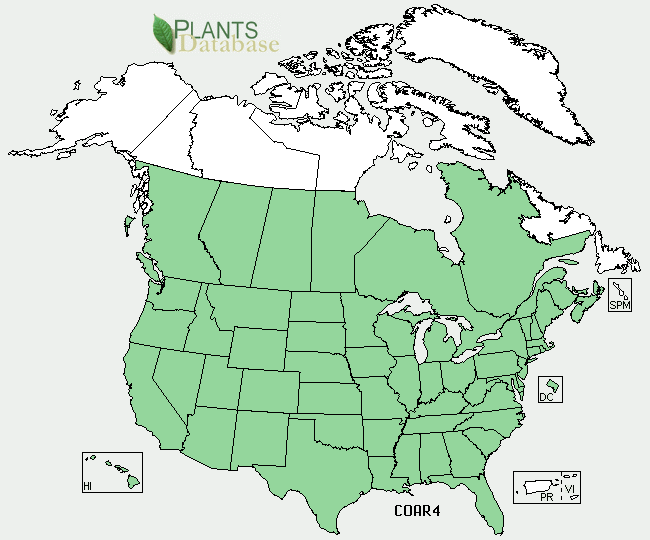 PLANTS
Database
SPM
DC
HI
PR
VI
COAR4